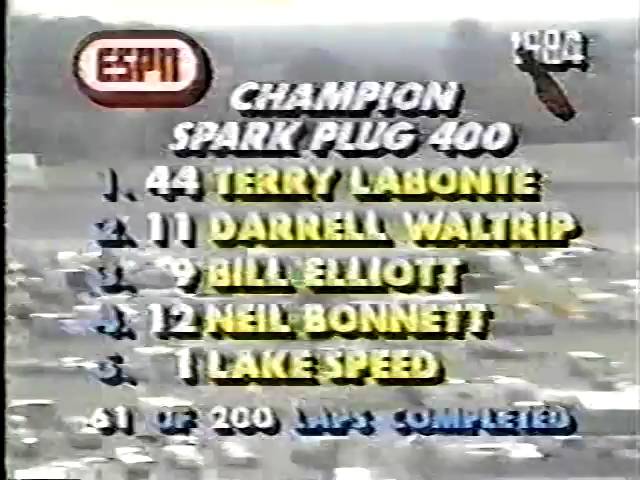 ESPN
1984
CHAMPION
SPARK PLUG 400
1. 44 TERRY LABONTE
2. 11 DARRELL WALTRIP
3. 9 BILL ELLIOTT
4. 12 NEIL BONNETT
5. 1 LAKE SPEED
61 OF 200 LAPS COMPLETED